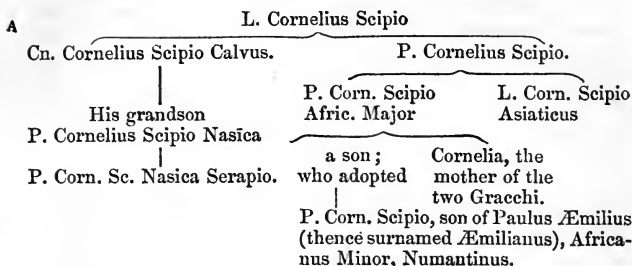 A
L. Cornelius Scipio
Cn. Cornelius Scipio Calvus. P. Cornelius Scipio.
His grandson P. Corn. Scipio L. Corn. Scipio
P. Cornelius Scipio Nasīca Afric. Major Asiaticus
P. Corn. Sc. Nasica Serapio. a son; Cornelia, the
who adopted mother of the
two Gracchi.
P. Corn. Scipio, son of Paulus Æmilius
(thence surnamed Æmilianus), Africa-
nus Minor, Numantinus.